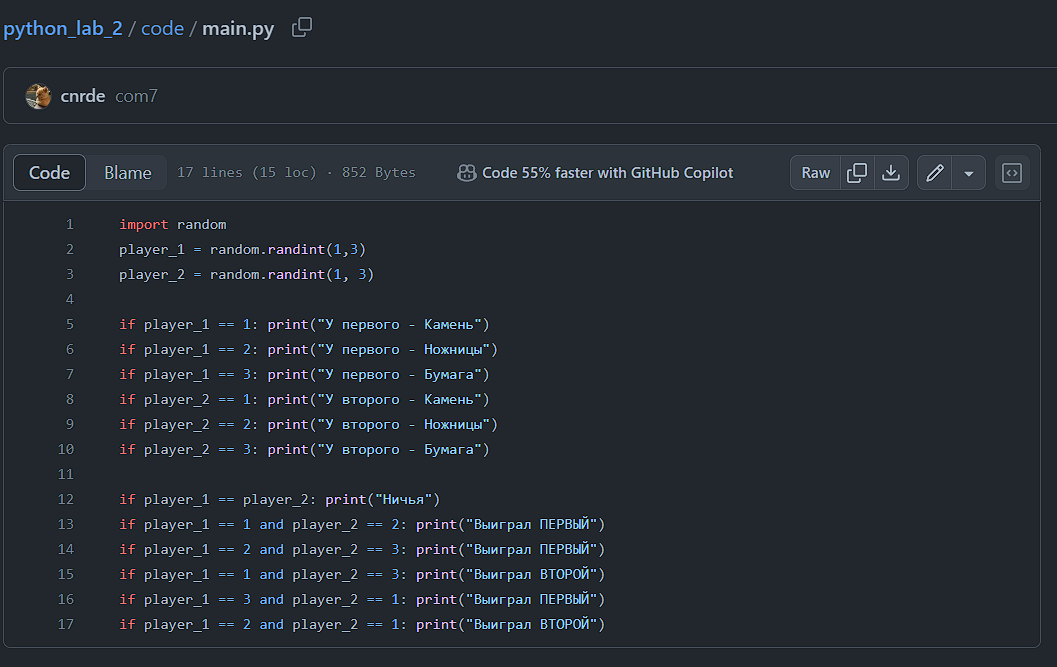 python_lab_2 / code / main.py
cnrde com7
Code Blame 17 lines (15 loc) · 852 Bytes Code 55% faster with GitHub Copilot Raw
1 import random
2 player_1 = random.randint(1,3)
3 player_2 = random.randint(1, 3)
4
5 if player_1 == 1: print("У первого - Камень")
6 if player_1 == 2: print("У первого - Ножницы")
7 if player_1 == 3: print("У первого - Бумага")
8 if player_2 == 1: print("У второго - Камень")
9 if player_2 == 2: print("У второго - Ножницы")
10 if player_2 == 3: print("У второго - Бумага")
11
12 if player_1 == player_2: print("Ничья")
13 if player_1 == 1 and player_2 == 2: print("Выиграл ПЕРВЫЙ")
14 if player_1 == 2 and player_2 == 3: print("Выиграл ПЕРВЫЙ")
15 if player_1 == 1 and player_2 == 3: print("Выиграл ВТОРОЙ")
16 if player_1 == 3 and player_2 == 1: print("Выиграл ПЕРВЫЙ")
17 if player_1 == 2 and player_2 == 1: print("Выиграл ВТОРОЙ")